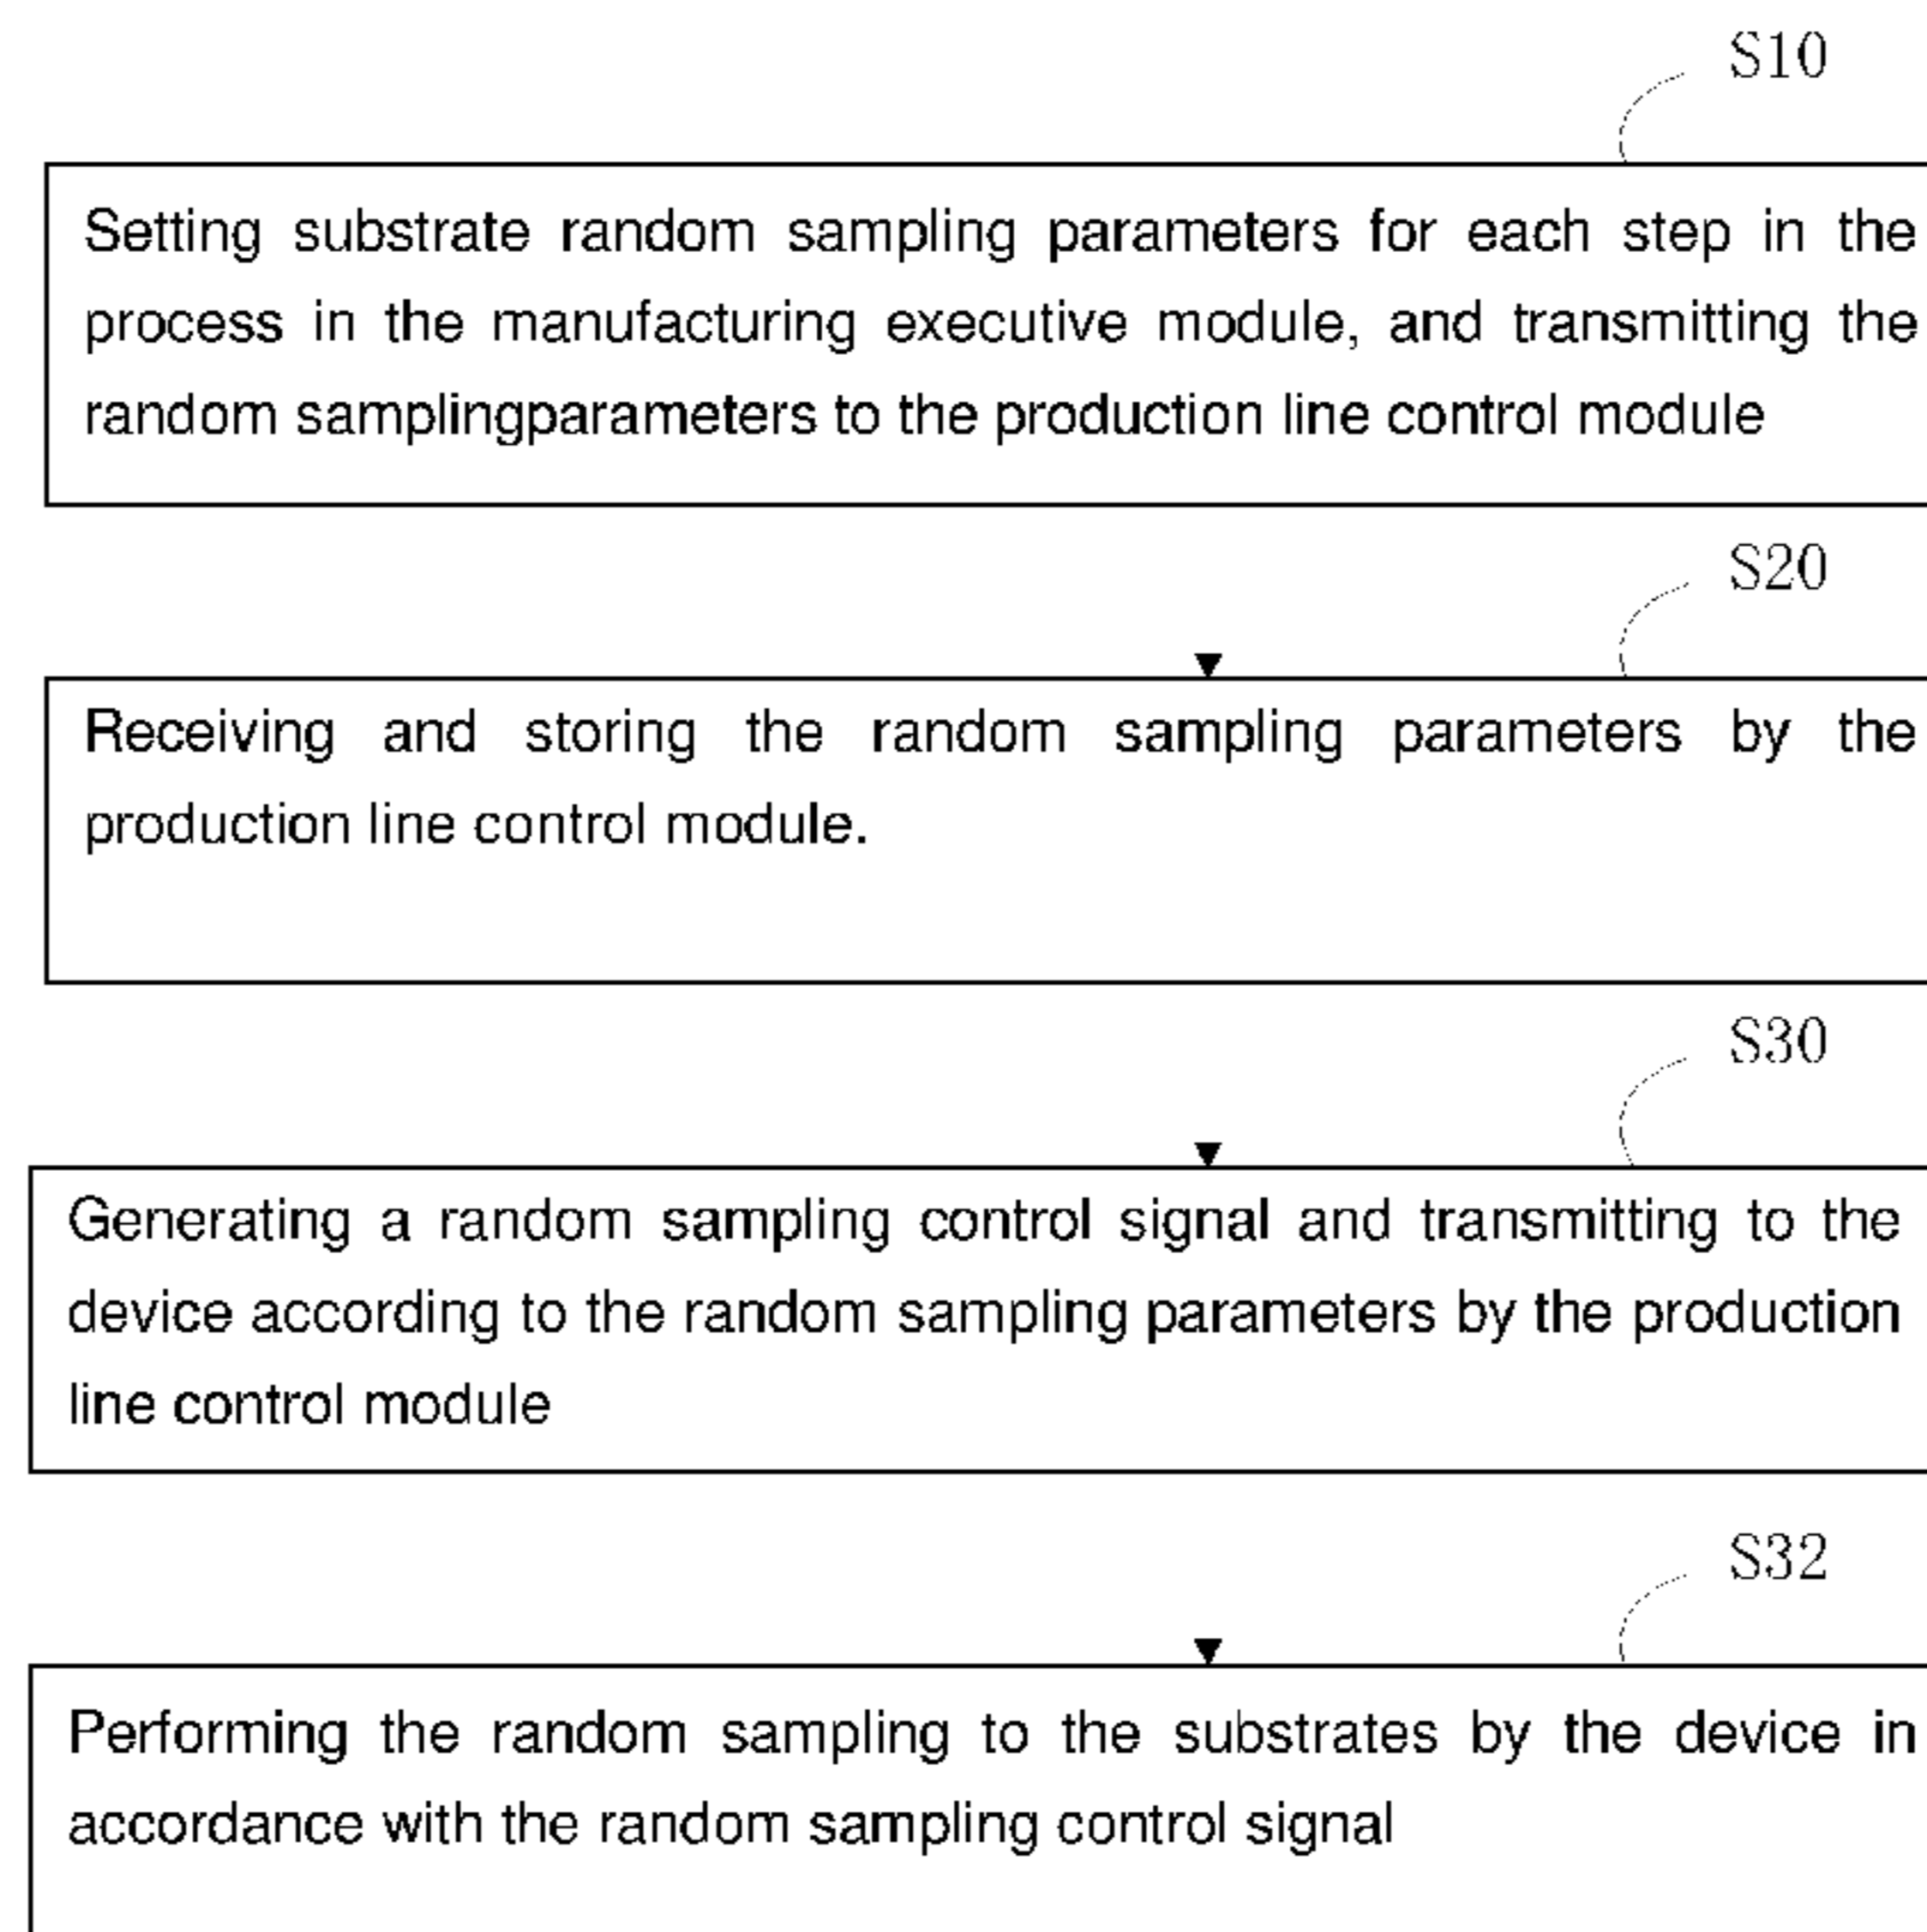 S10
Setting substrate random sampling parameters for each step in the
process in the manufacturing executive module, and transmitting the
random samplingparameters to the production line control module
S20
Receiving and storing the random sampling parameters by the
production line control module.
S30
Generating a random sampling control signal and transmitting to the
device according to the random sampling parameters by the production
line control module
S32
Performing the random sampling to the substrates by the device in
accordance with the random sampling control signal